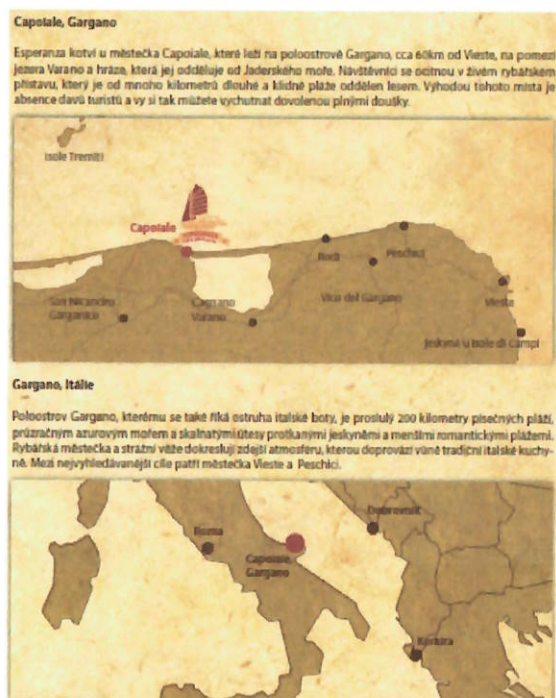 Capoiale, Gargano
Esperanza kotví u městečka Capoiale, které leží na poloostrově Gargano, cca 60km od Vieste, na pomezí
jezera Varano a hráze, která jej odděluje od Jaderského moře. Návštěvníci se ocitnou v živém rybářském
přístavu, který je od mnoho kilometrů dlouhé a klidné pláže oddělen lesem. Výhodou tohoto místa je
absence davů turistů a vy si tak můžete vychutnat dovolenou plnými doušky.
Isole Tremiti
Capoiale
Rodi
Peschici
San Nicandro
Garganico
Cagnano
Varano
Vico del Gargano
Vieste
Jeskyně u Isole di Campi
Gargano, Itálie
Poloostrov Gargano, kterému se také říká ostruha italské boty, je proslulý 200 kilometry písečných pláží,
průzračným azurovým mořem a skalnatými útesy protkanými jeskyněmi a menšími romantickými plážemi.
Rybářská městečka a strážní věže dokreslují zdejší atmosféru, kterou doprovází vůně tradiční italské kuchy-
ně. Mezi nejvyhledávanější cíle patří městečka Vieste a Peschici.
Roma
Capoiale,
Gargano
Dobrovnik
Korkira